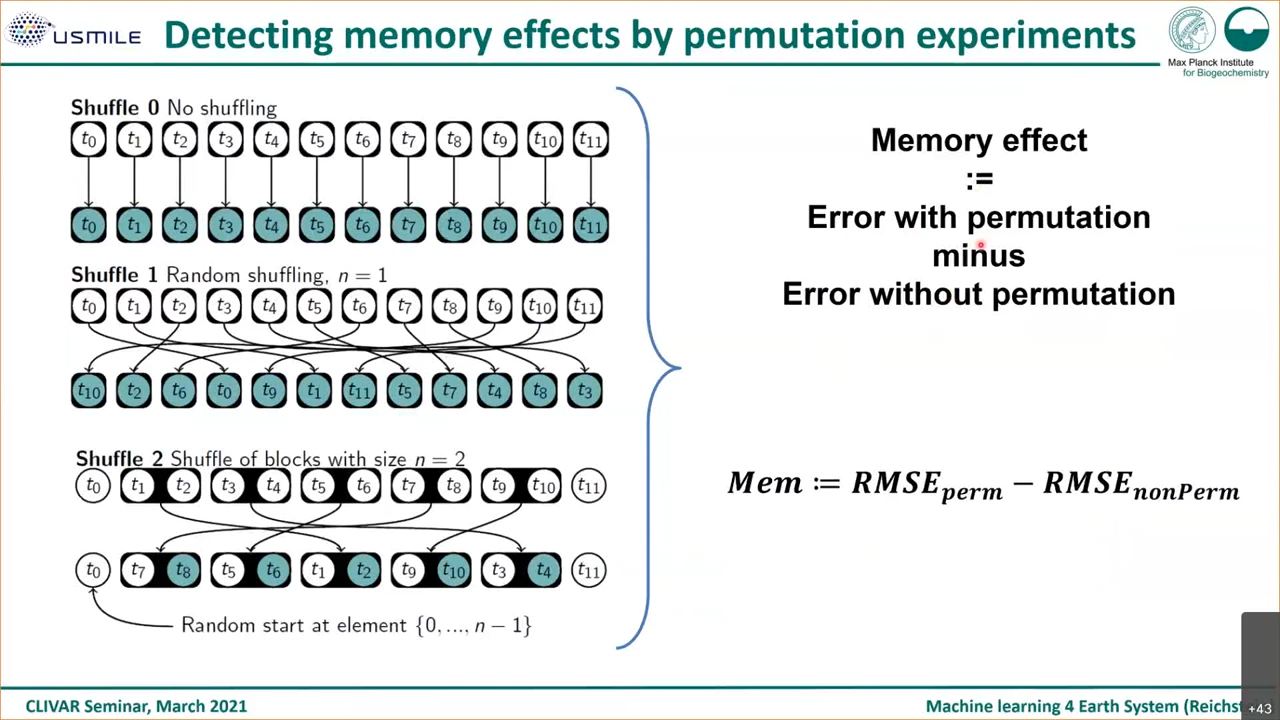 USMILE
Detecting memory effects by permutation experiments
Max Planck Institute
for Biogeochemistry
Shuffle 0 No shuffling
t0 t1 t2 t3 t4 t5 t6 t7 t8 t9 t10 t11
t0 t1 t2 t3 t4 t5 t6 t7 t8 t9 t10 t11
Shuffle 1 Random shuffling, n = 1
t0 t1 t2 t3 t4 t5 t6 t7 t8 t9 t10 t11
t10 t2 t6 t0 t9 t1 t11 t5 t7 t4 t8 t3
Shuffle 2 Shuffle of blocks with size n = 2
t0 t1 t2 t3 t4 t5 t6 t7 t8 t9 t10 t11
t0 t7 t8 t5 t6 t1 t2 t9 t10 t3 t4 t11
Random start at element {0, ..., n − 1}
Memory effect
:=
Error with permutation
minus
Error without permutation
Mem ≔ RMSEperm − RMSEnonPerm
CLIVAR Seminar, March 2021
Machine learning 4 Earth System (Reichst
+43